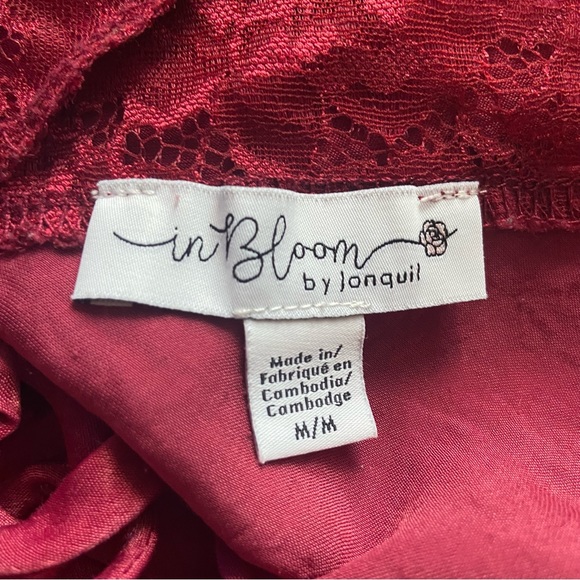 in Bloom
by Jonquil
Made in/
Fabriqué en
Cambodia/
Cambodge
M/M